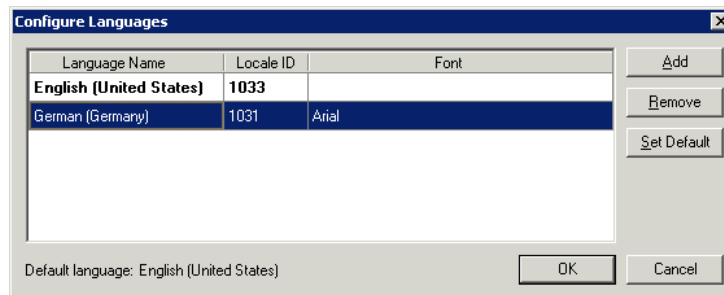 Configure Languages
Language Name Locale ID Font Add
English (United States) 1033
Remove
German (Germany) 1031 Arial
Set Default
Default language: English (United States) OK Cancel